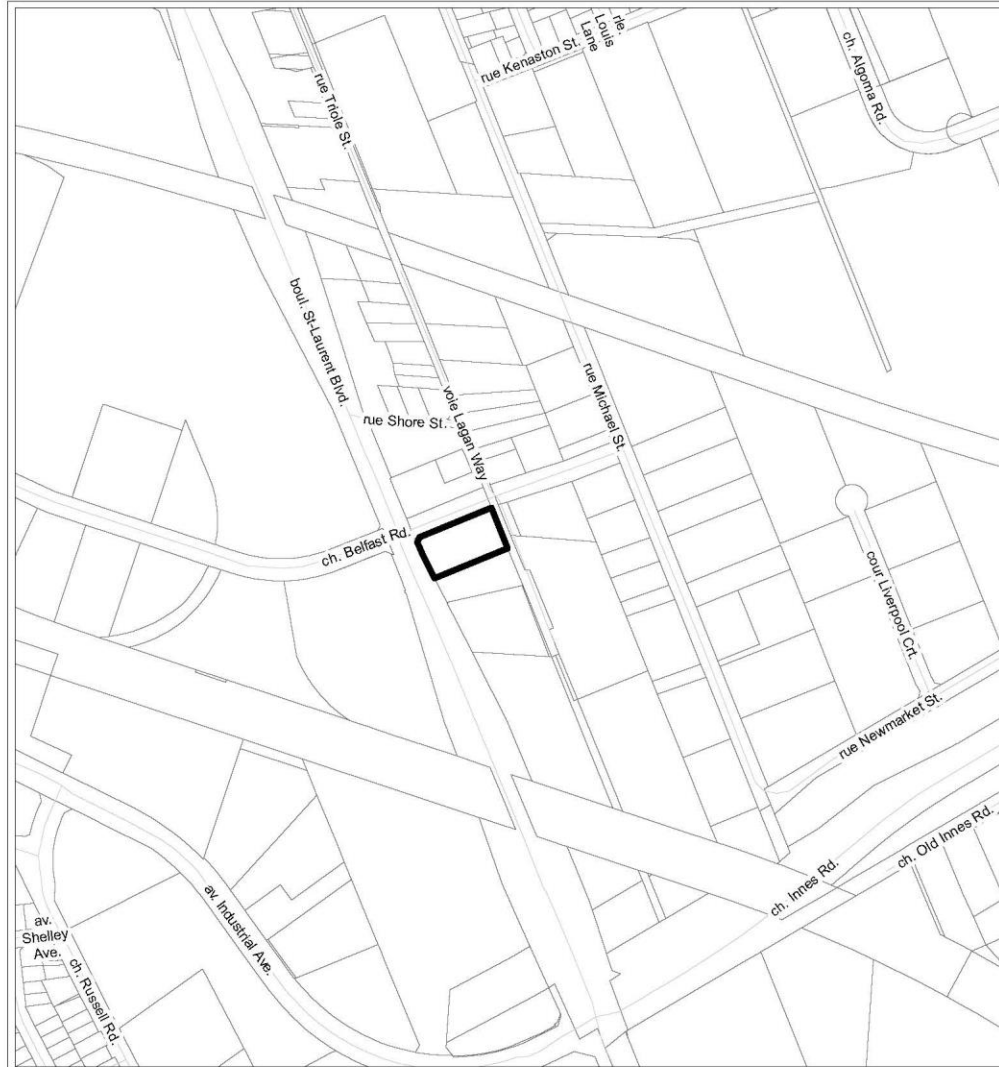 rle.
Louis
Lane
rue Kenaston St.
ch. Algoma Rd.
rue Triole St.
boul. St-Laurent Blvd.
rue Michael St.
voie Lagan Way
rue Shore St.
ch. Belfast Rd.
cour Liverpool Crt.
rue Newmarket St.
ch. Old Innes Rd.
ch. Innes Rd.
av. Industrial Ave.
av.
Shelley
Ave.
ch. Russell Rd.